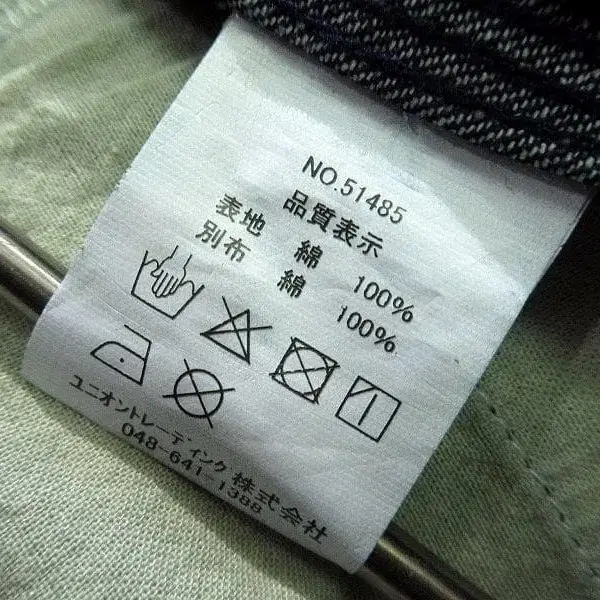 NO.51485
品質表示
表地 綿 100%
別布 綿 100%
ユニオントレーディング株式会社
048-641-1388